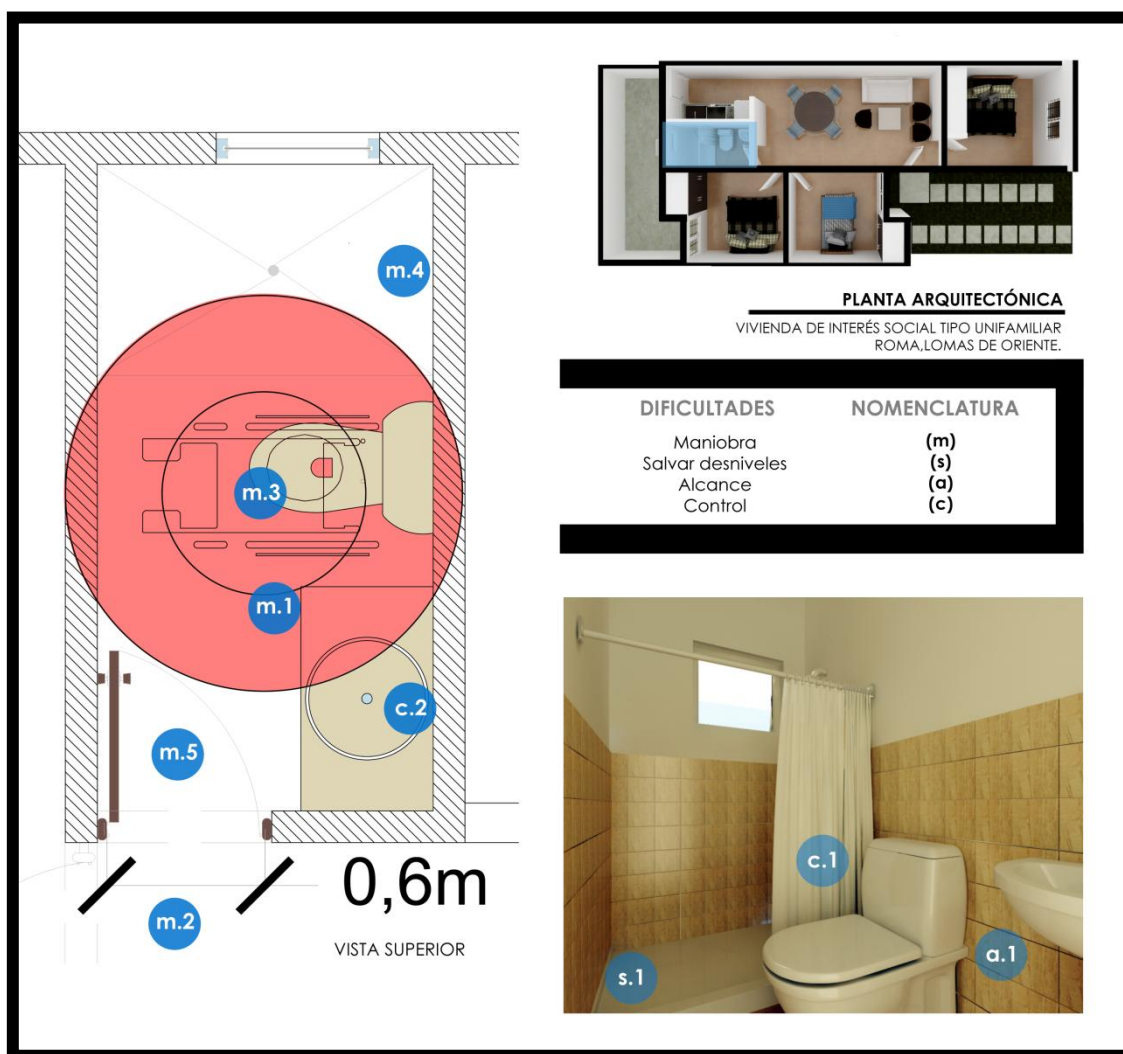 m.4
m.3
m.1
c.2
m.5
m.2
0,6m
VISTA SUPERIOR
PLANTA ARQUITECTÓNICA
VIVIENDA DE INTERÉS SOCIAL TIPO UNIFAMILIAR
ROMA,LOMAS DE ORIENTE.
DIFICULTADES NOMENCLATURA
Maniobra (m)
Salvar desniveles (s)
Alcance (a)
Control (c)
c.1
a.1
s.1